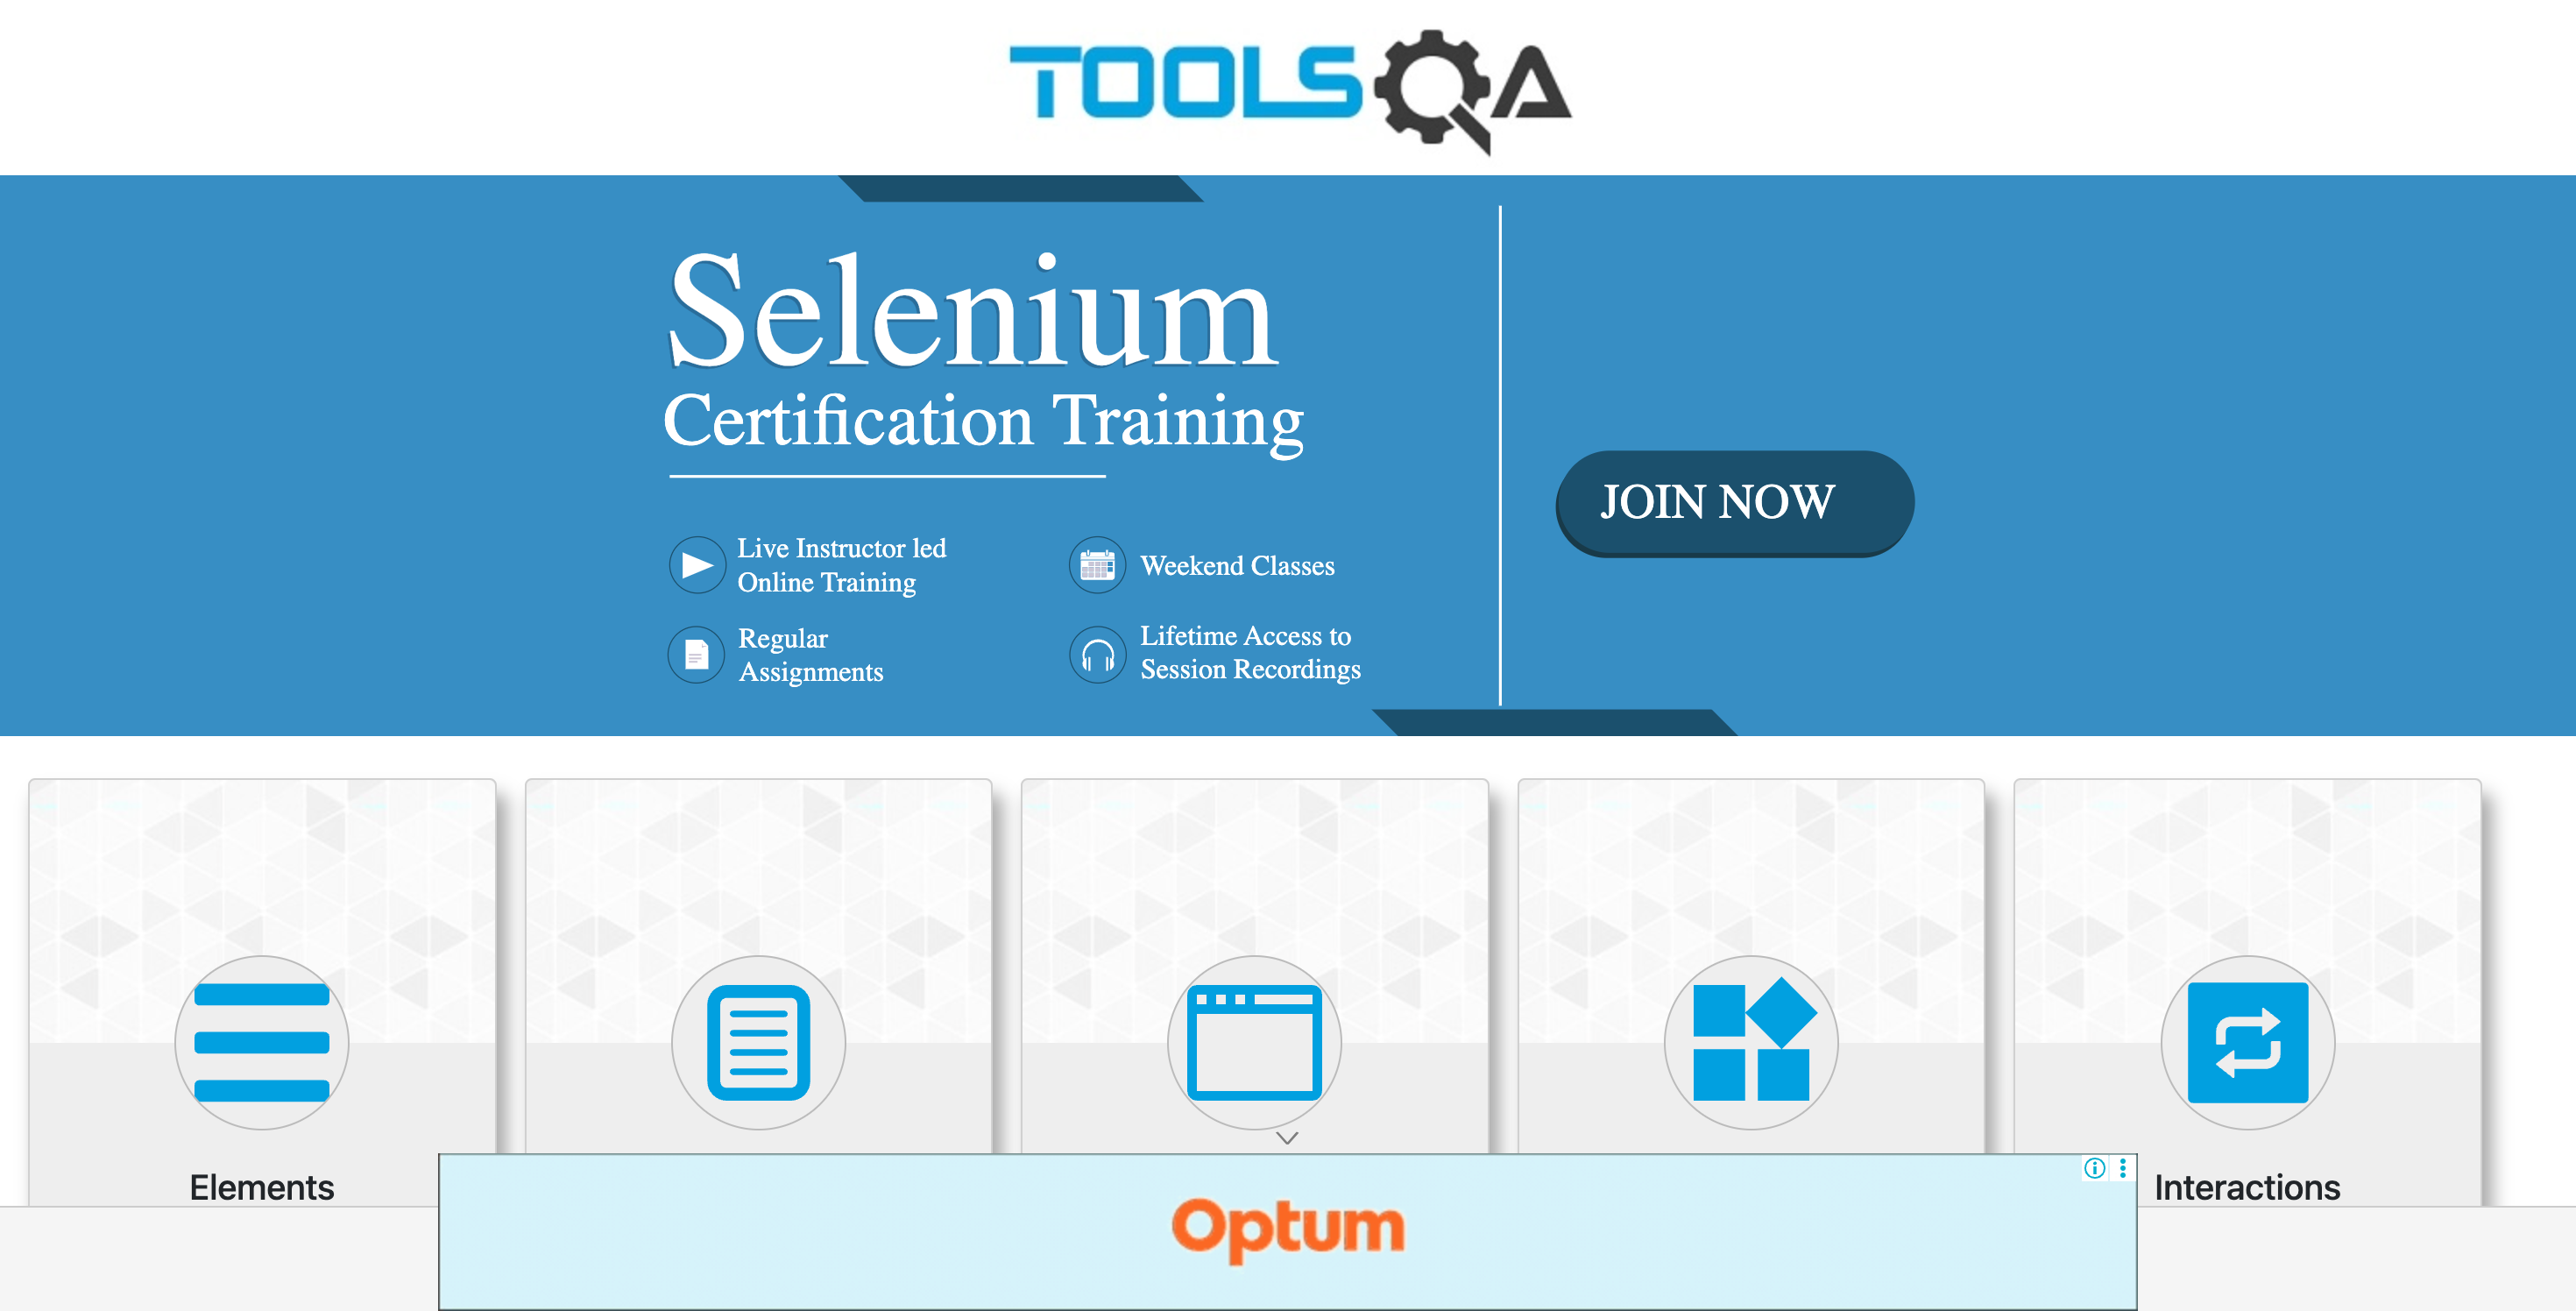 TOOLSQA
Selenium
Certification Training
JOIN NOW
Live Instructor led
Online Training
Weekend Classes
Regular
Assignments
Lifetime Access to
Session Recordings
Elements
Interactions
Optum